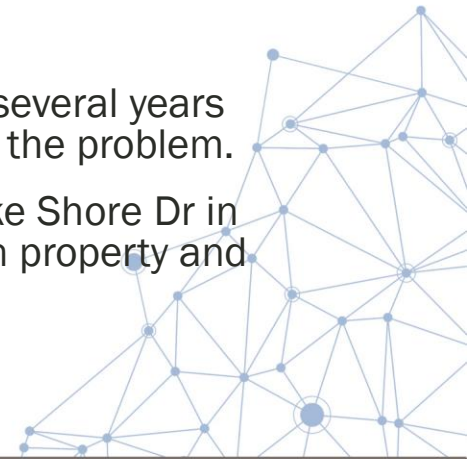 several years
the problem.
ke Shore Dr in
n property and